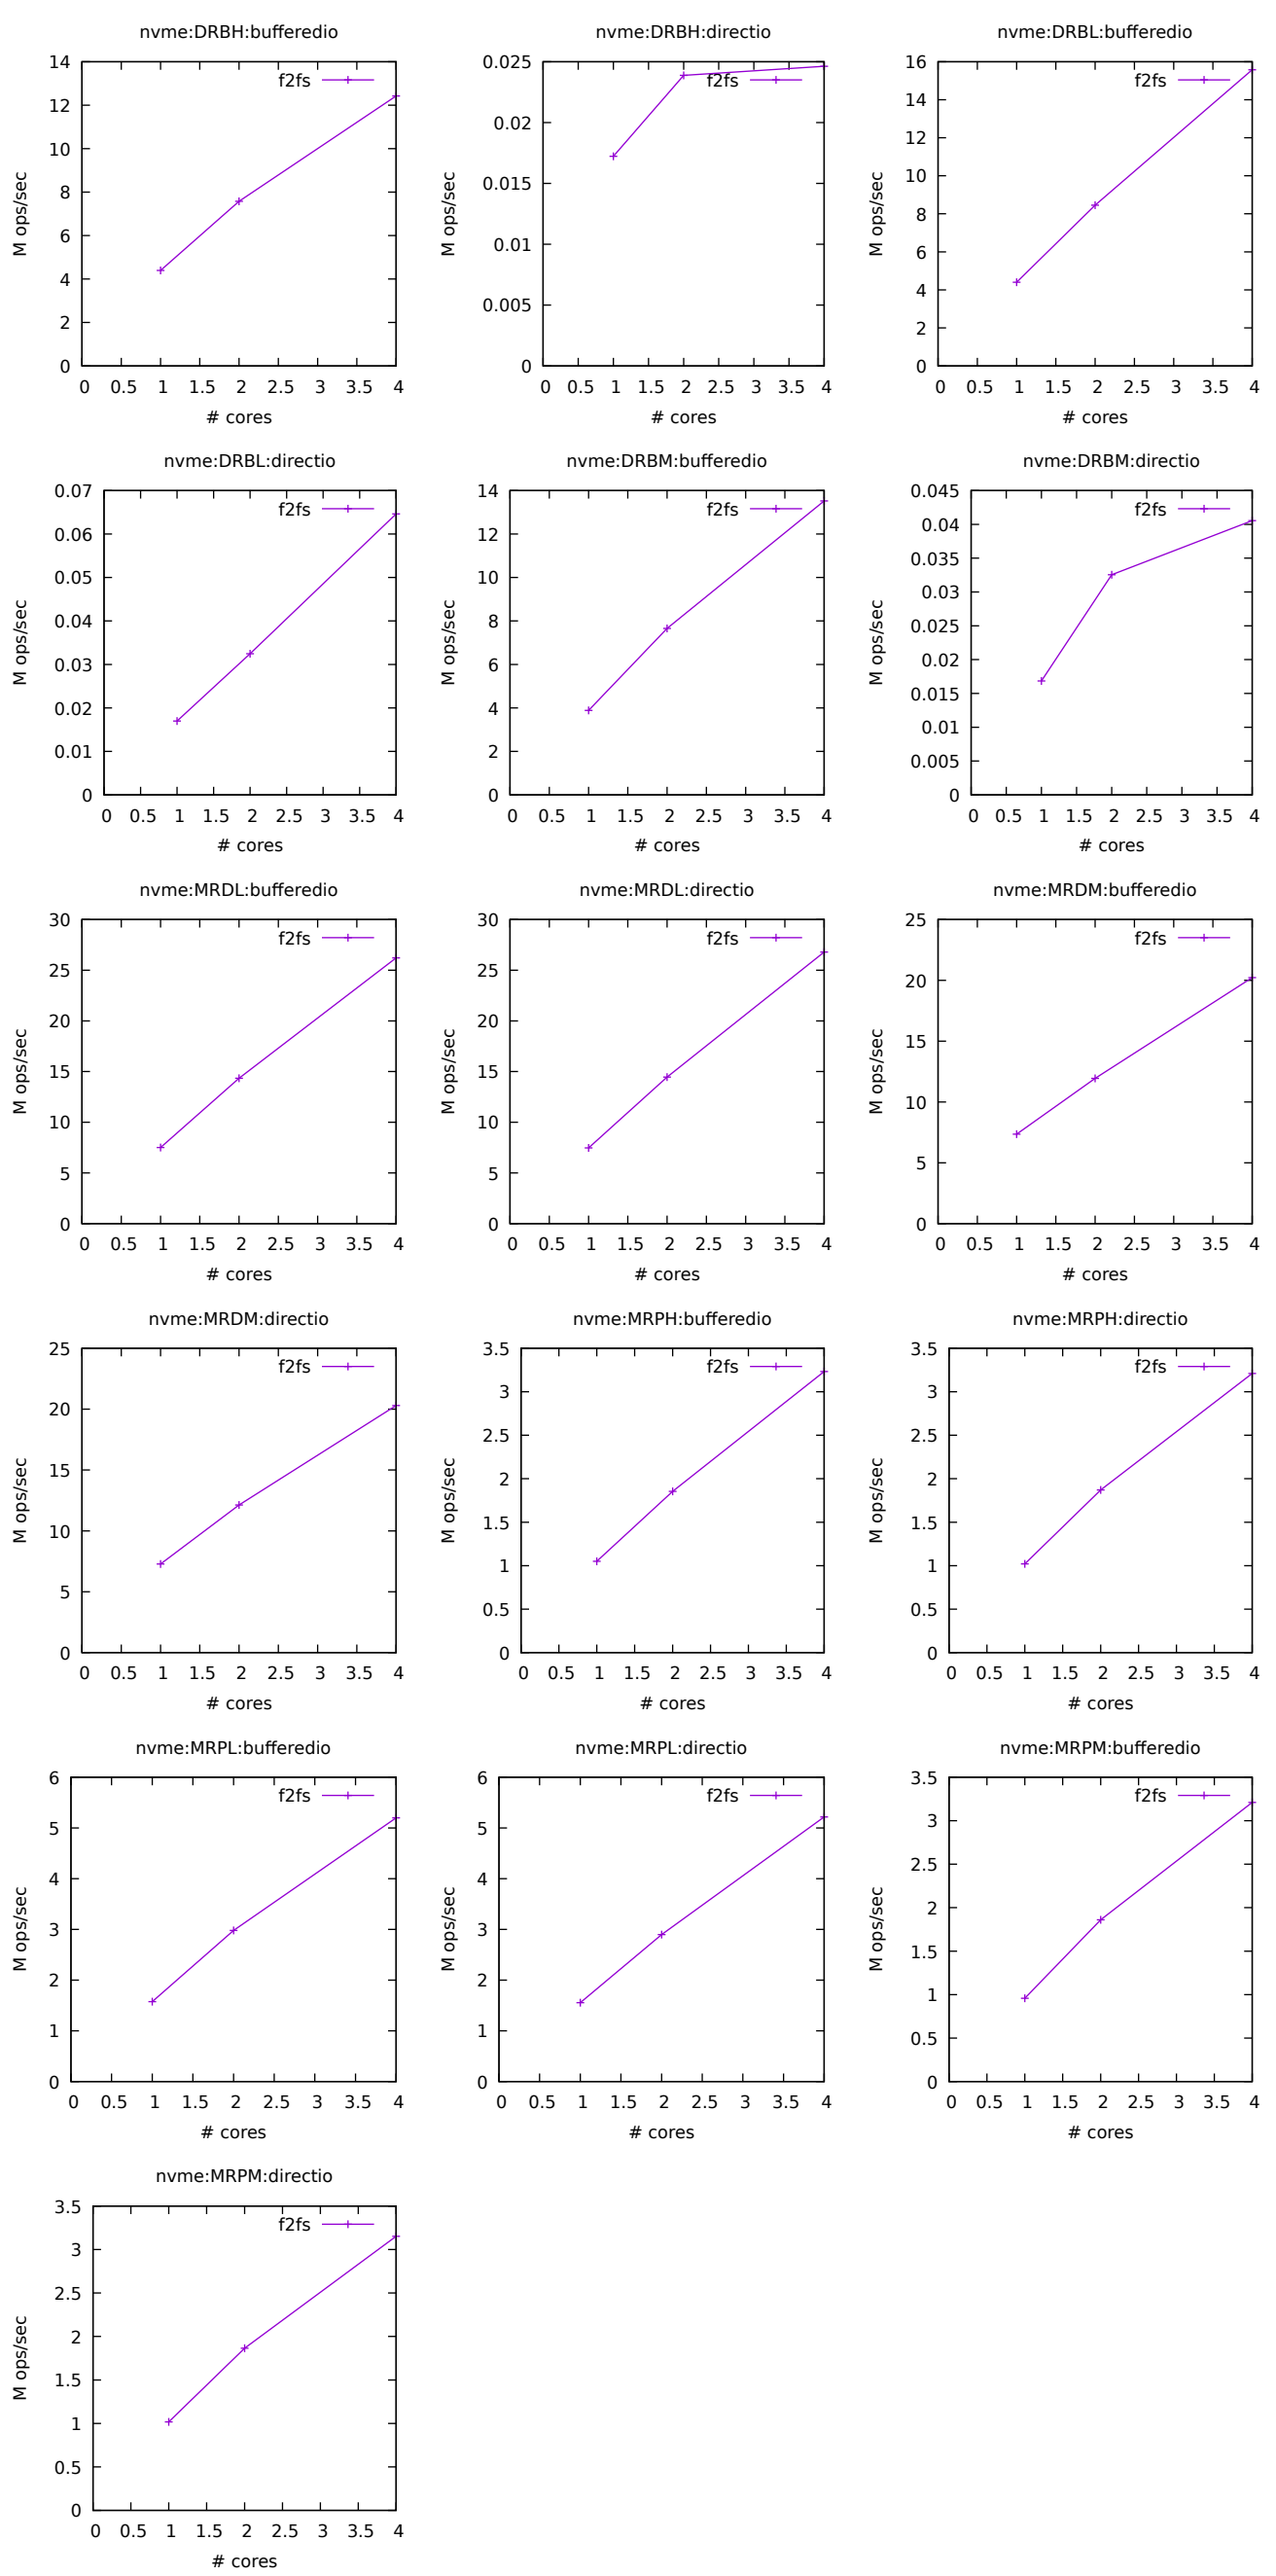 nvme:DRBH:bufferedio
M ops/sec
14
12
10
8
6
4
2
0
f2fs
0 0.5 1 1.5 2 2.5 3 3.5 4
# cores
nvme:DRBH:directio
M ops/sec
0.025
0.02
0.015
0.01
0.005
0
f2fs
0 0.5 1 1.5 2 2.5 3 3.5 4
# cores
nvme:DRBL:bufferedio
M ops/sec
16
14
12
10
8
6
4
2
0
f2fs
0 0.5 1 1.5 2 2.5 3 3.5 4
# cores
nvme:DRBL:directio
M ops/sec
0.07
0.06
0.05
0.04
0.03
0.02
0.01
0
f2fs
0 0.5 1 1.5 2 2.5 3 3.5 4
# cores
nvme:DRBM:bufferedio
M ops/sec
14
12
10
8
6
4
2
0
f2fs
0 0.5 1 1.5 2 2.5 3 3.5 4
# cores
nvme:DRBM:directio
M ops/sec
0.045
0.04
0.035
0.03
0.025
0.02
0.015
0.01
0.005
0
f2fs
0 0.5 1 1.5 2 2.5 3 3.5 4
# cores
nvme:MRDL:bufferedio
M ops/sec
30
25
20
15
10
5
0
f2fs
0 0.5 1 1.5 2 2.5 3 3.5 4
# cores
nvme:MRDL:directio
M ops/sec
30
25
20
15
10
5
0
f2fs
0 0.5 1 1.5 2 2.5 3 3.5 4
# cores
nvme:MRDM:bufferedio
M ops/sec
25
20
15
10
5
0
f2fs
0 0.5 1 1.5 2 2.5 3 3.5 4
# cores
nvme:MRDM:directio
M ops/sec
25
20
15
10
5
0
f2fs
0 0.5 1 1.5 2 2.5 3 3.5 4
# cores
nvme:MRPH:bufferedio
M ops/sec
3.5
3
2.5
2
1.5
1
0.5
0
f2fs
0 0.5 1 1.5 2 2.5 3 3.5 4
# cores
nvme:MRPH:directio
M ops/sec
3.5
3
2.5
2
1.5
1
0.5
0
f2fs
0 0.5 1 1.5 2 2.5 3 3.5 4
# cores
nvme:MRPL:bufferedio
M ops/sec
6
5
4
3
2
1
0
f2fs
0 0.5 1 1.5 2 2.5 3 3.5 4
# cores
nvme:MRPL:directio
M ops/sec
6
5
4
3
2
1
0
f2fs
0 0.5 1 1.5 2 2.5 3 3.5 4
# cores
nvme:MRPM:bufferedio
M ops/sec
3.5
3
2.5
2
1.5
1
0.5
0
f2fs
0 0.5 1 1.5 2 2.5 3 3.5 4
# cores
nvme:MRPM:directio
M ops/sec
3.5
3
2.5
2
1.5
1
0.5
0
f2fs
0 0.5 1 1.5 2 2.5 3 3.5 4
# cores